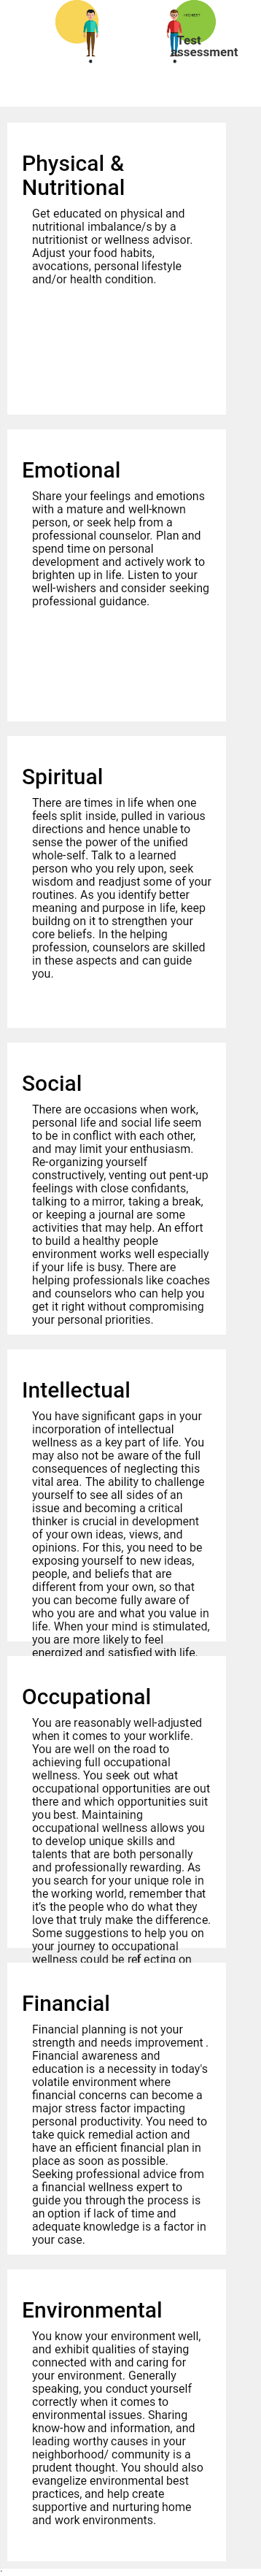 Test
assessment
Physical &
Nutritional
Get educated on physical and
nutritional imbalance/s by a
nutritionist or wellness advisor.
Adjust your food habits,
avocations, personal lifestyle
and/or health condition.
Emotional
Share your feelings and emotions
with a mature and well-known
person, or seek help from a
professional counselor. Plan and
spend time on personal
development and actively work to
brighten up in life. Listen to your
well-wishers and consider seeking
professional guidance.
Spiritual
There are times in life when one
feels split inside, pulled in various
directions and hence unable to
sense the power of the unified
whole-self. Talk to a learned
person who you rely upon, seek
wisdom and readjust some of your
routines. As you identify better
meaning and purpose in life, keep
buildng on it to strengthen your
core beliefs. In the helping
profession, counselors are skilled
in these aspects and can guide
you.
Social
There are occasions when work,
personal life and social life seem
to be in conflict with each other,
and may limit your enthusiasm.
Re-organizing yourself
constructively, venting out pent-up
feelings with close confidants,
talking to a mirror, taking a break,
or keeping a journal are some
activities that may help. An effort
to build a healthy people
environment works well especially
if your life is busy. There are
helping professionals like coaches
and counselors who can help you
get it right without compromising
your personal priorities.
Intellectual
You have significant gaps in your
incorporation of intellectual
wellness as a key part of life. You
may also not be aware of the full
consequences of neglecting this
vital area. The ability to challenge
yourself to see all sides of an
issue and becoming a critical
thinker is crucial in development
of your own ideas, views, and
opinions. For this, you need to be
exposing yourself to new ideas,
people, and beliefs that are
different from your own, so that
you can become fully aware of
who you are and what you value in
life. When your mind is stimulated,
you are more likely to feel
energized and satisfied with life.
Occupational
You are reasonably well-adjusted
when it comes to your worklife.
You are well on the road to
achieving full occupational
wellness. You seek out what
occupational opportunities are out
there and which opportunities suit
you best. Maintaining
occupational wellness allows you
to develop unique skills and
talents that are both personally
and professionally rewarding. As
you search for your unique role in
the working world, remember that
it's the people who do what they
love that truly make the difference.
Some suggestions to help you on
your journey to occupational
wellness could be ref ecting on
Financial
Financial planning is not your
strength and needs improvement .
Financial awareness and
education is a necessity in today's
volatile environment where
financial concerns can become a
major stress factor impacting
personal productivity. You need to
take quick remedial action and
have an efficient financial plan in
place as soon as possible.
Seeking professional advice from
a financial wellness expert to
guide you through the process is
an option if lack of time and
adequate knowledge is a factor in
your case.
Environmental
You know your environment well,
and exhibit qualities of staying
connected with and caring for
your environment. Generally
speaking, you conduct yourself
correctly when it comes to
environmental issues. Sharing
know-how and information, and
leading worthy causes in your
neighborhood/ community is a
prudent thought. You should also
evangelize environmental best
practices, and help create
supportive and nurturing home
and work environments.